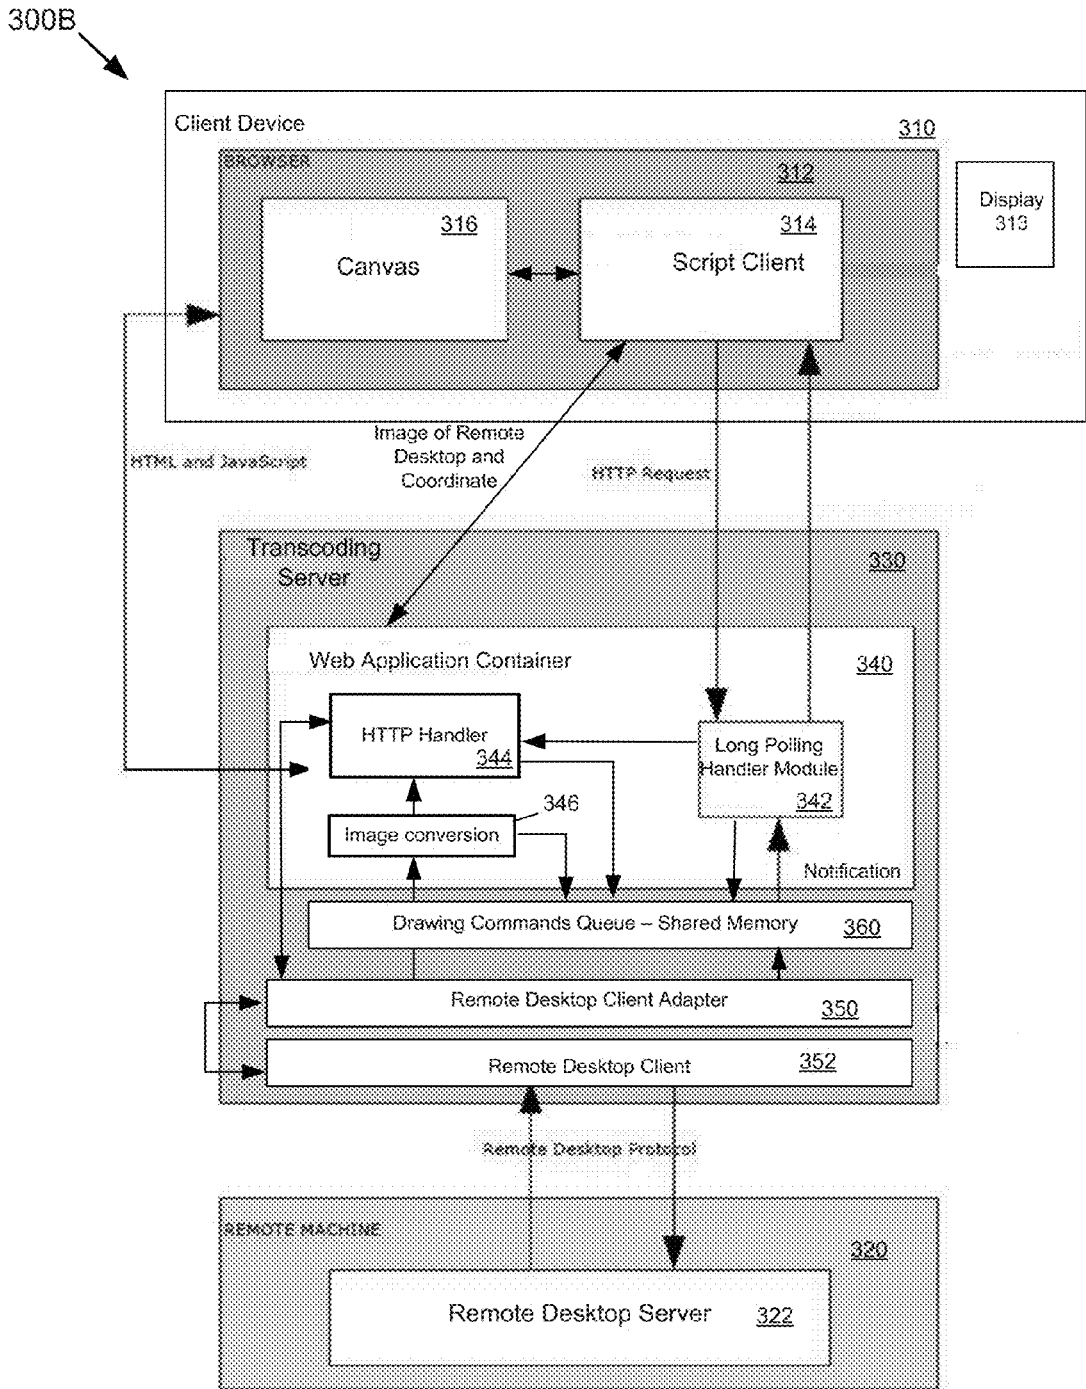 300B
Client Device
310
BROWSER
312
Display
313
316
Canvas
314
Script Client
Image of Remote
Desktop and
Coordinate
HTML and JavaScript
HTTP Request
Transcoding
Server
330
Web Application Container
340
HTTP Handler
344
Long Polling
Handler Module
342
346
Image conversion
Notification
Drawing Commands Queue – Shared Memory
360
Remote Desktop Client Adapter
350
Remote Desktop Client
352
Remote Desktop Protocol
REMOTE MACHINE
320
Remote Desktop Server
322